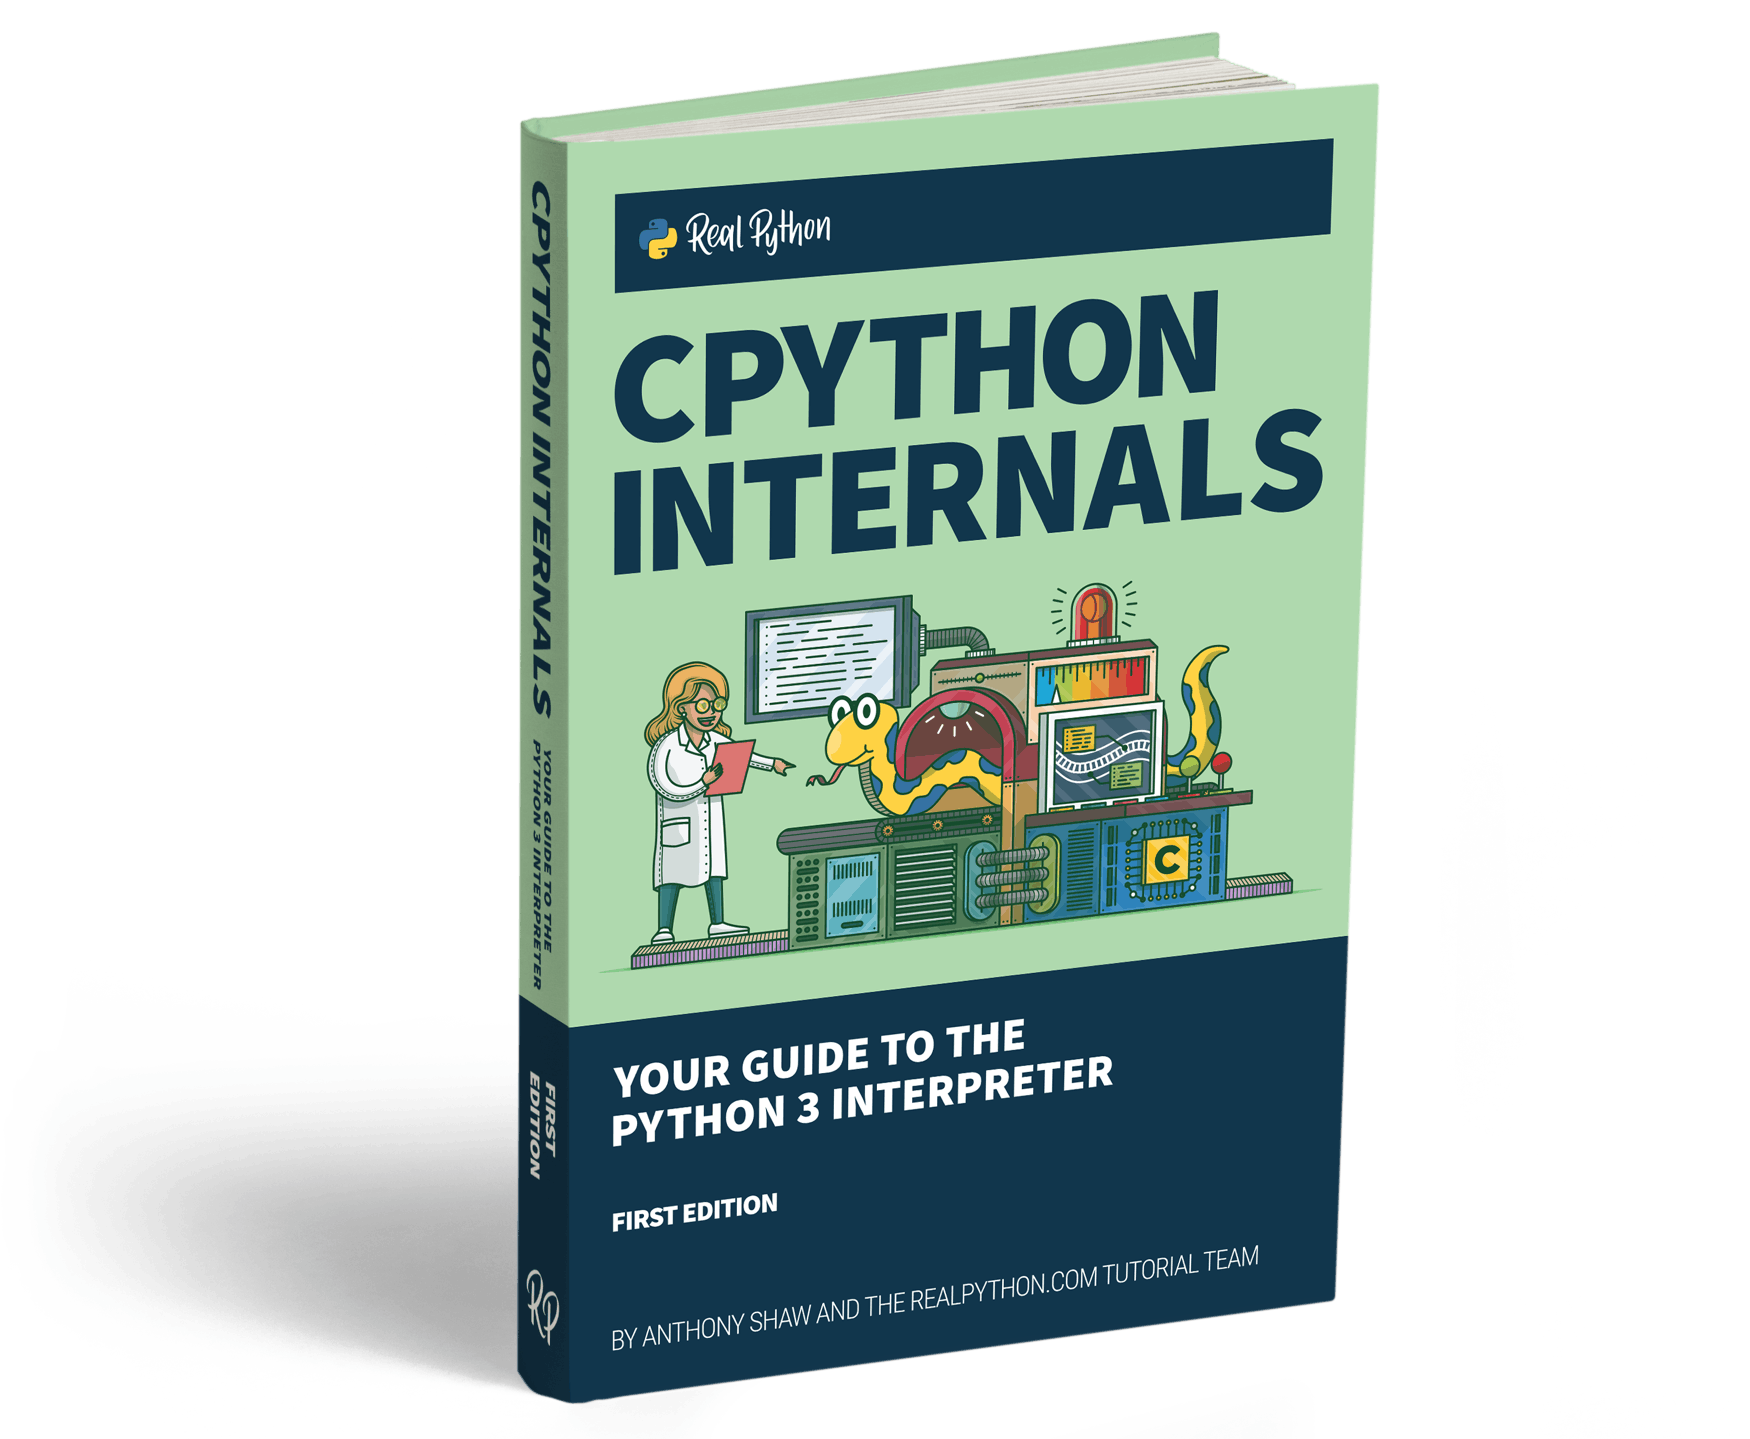 Real Python
CPYTHON
INTERNALS
C
YOUR GUIDE TO THE
PYTHON 3 INTERPRETER
FIRST EDITION
BY ANTHONY SHAW AND THE REALPYTHON.COM TUTORIAL TEAM
CPYTHON INTERNALS
YOUR GUIDE TO THE
PYTHON 3 INTERPRETER
FIRST
EDITION
RP